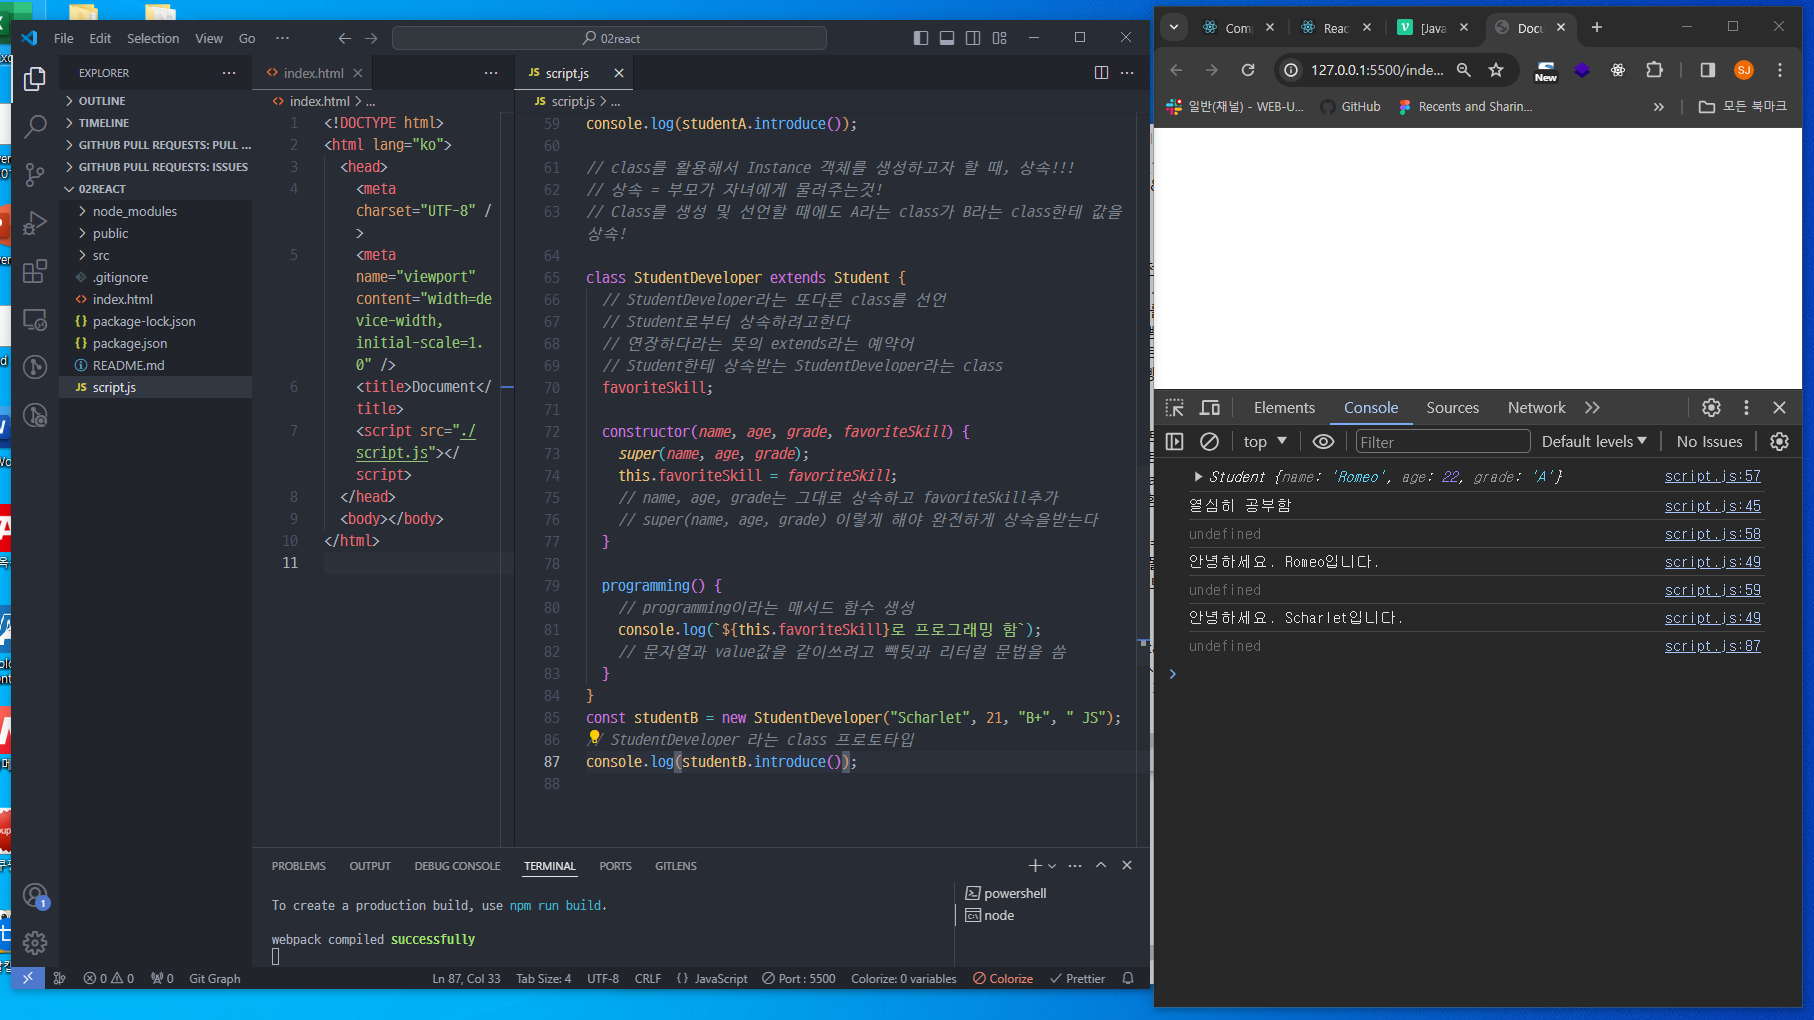 File Edit Selection View Go ··· 02react
EXPLORER ···
OUTLINE
TIMELINE
GITHUB PULL REQUESTS: PULL ...
GITHUB PULL REQUESTS: ISSUES
02REACT
node_modules
public
src
.gitignore
index.html
package-lock.json
package.json
README.md
JS script.js
1
index.html
index.html > ...
1 <!DOCTYPE html>
2 <html lang="ko">
3 <head>
4 <meta
charset="UTF-8" /
>
5 <meta
name="viewport"
content="width=de
vice-width,
initial-scale=1.
0" />
6 <title>Document</
title>
7 <script src="./
script.js"></
script>
8 </head>
9 <body></body>
10 </html>
11
JS script.js
JS script.js > ...
59 console.log(studentA.introduce());
60
61 // class를 활용해서 Instance 객체를 생성하고자 할 때, 상속!!!
62 // 상속 = 부모가 자녀에게 물려주는것!
63 // Class를 생성 및 선언할 때에도 A라는 class가 B라는 class한테 값을
상속!
64
65 class StudentDeveloper extends Student {
66 // StudentDeveloper라는 또다른 class를 선언
67 // Student로부터 상속하려고한다
68 // 연장하다라는 뜻의 extends라는 예약어
69 // Student한테 상속받는 StudentDeveloper라는 class
70 favoriteSkill;
71
72 constructor(name, age, grade, favoriteSkill) {
73 super(name, age, grade);
74 this.favoriteSkill = favoriteSkill;
75 // name, age, grade는 그대로 상속하고 favoriteSkill추가
76 // super(name, age, grade) 이렇게 해야 완전하게 상속을받는다
77 }
78
79 programming() {
80 // programming이라는 매서드 함수 생성
81 console.log(`${this.favoriteSkill}로 프로그래밍 함`);
82 // 문자열과 value값을 같이쓰려고 빽팃과 리터럴 문법을 씀
83 }
84 }
85 const studentB = new StudentDeveloper("Scharlet", 21, "B+", " JS");
86 // StudentDeveloper 라는 class 프로토타입
87 console.log(studentB.introduce());
88
PROBLEMS OUTPUT DEBUG CONSOLE TERMINAL PORTS GITLENS
To create a production build, use npm run build.
webpack compiled successfully
powershell
node
0 0 0 Git Graph Ln 87, Col 33 Tab Size: 4 UTF-8 CRLF {} JavaScript Port : 5500 Colorize: 0 variables Colorize Prettier
Com Reac [Java Docu
127.0.0.1:5500/inde... New SJ
일반(채널) - WEB-U... GitHub Recents and Sharin... » 모든 북마크
Elements Console Sources Network
top Filter Default levels No Issues
Student {name: 'Romeo', age: 22, grade: 'A'} script.js:57
열심히 공부함 script.js:45
undefined script.js:58
안녕하세요. Romeo입니다. script.js:49
undefined script.js:59
안녕하세요. Scharlet입니다. script.js:49
undefined script.js:87